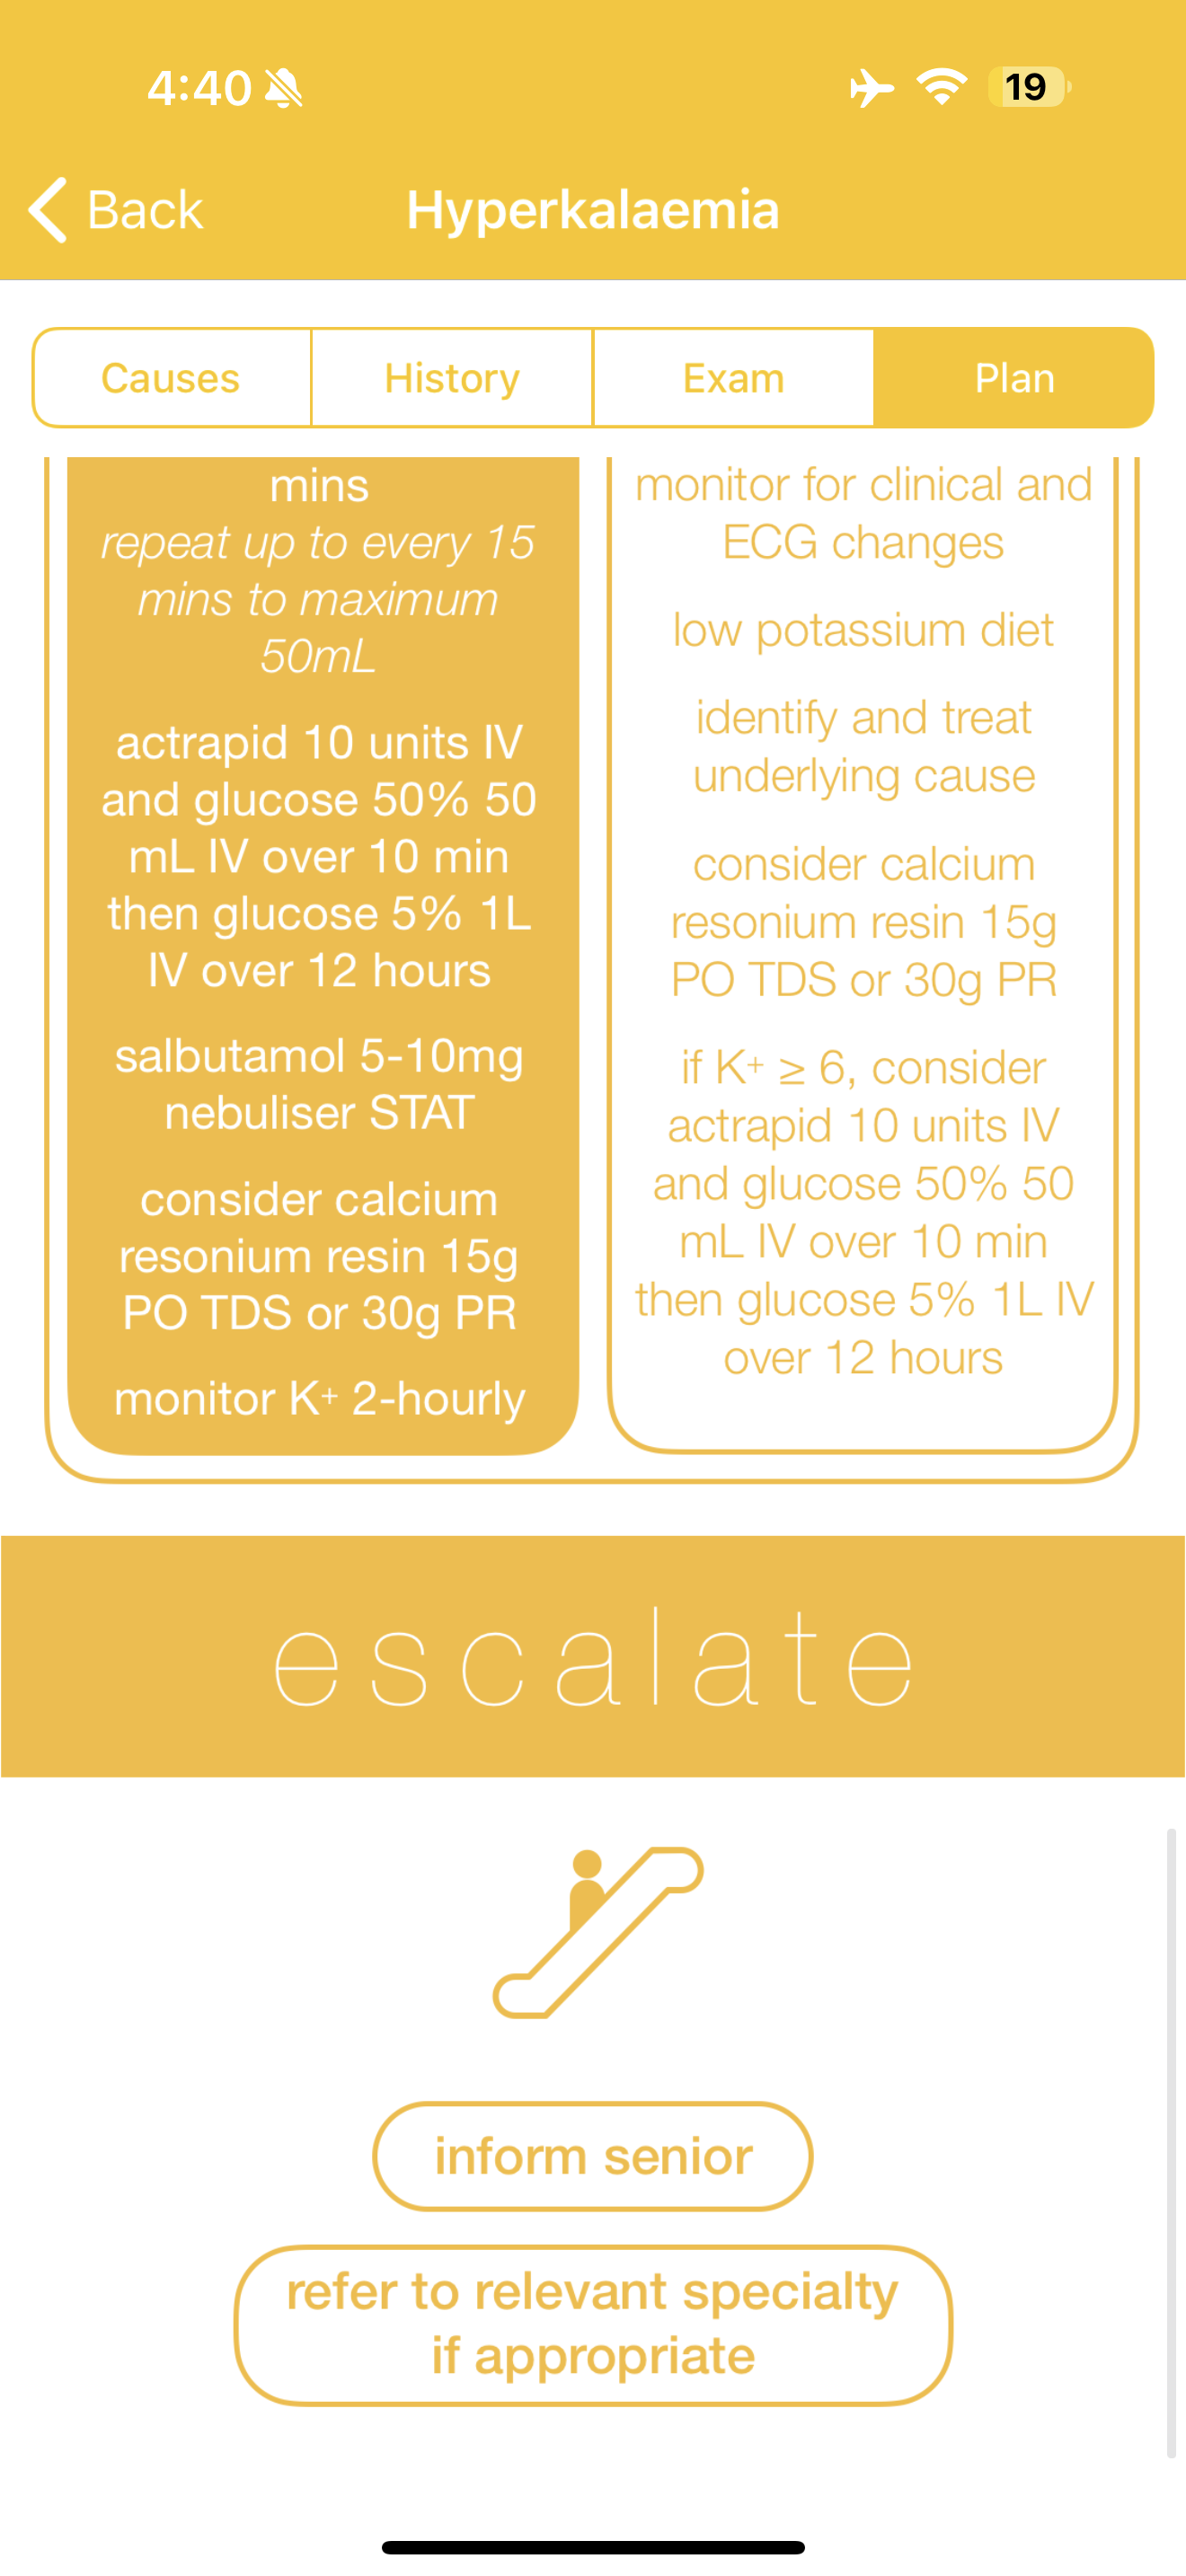 4:40
19
Back
Hyperkalaemia
Causes
History
Exam
Plan
mins
repeat up to every 15
mins to maximum
50mL
actrapid 10 units IV
and glucose 50% 50
mL IV over 10 min
then glucose 5% 1L
IV over 12 hours
salbutamol 5-10mg
nebuliser STAT
consider calcium
resonium resin 15g
PO TDS or 30g PR
monitor K+ 2-hourly
monitor for clinical and
ECG changes
low potassium diet
identify and treat
underlying cause
consider calcium
resonium resin 15g
PO TDS or 30g PR
if K+ ≥ 6, consider
actrapid 10 units IV
and glucose 50% 50
mL IV over 10 min
then glucose 5% 1L IV
over 12 hours
escalate
inform senior
refer to relevant specialty
if appropriate